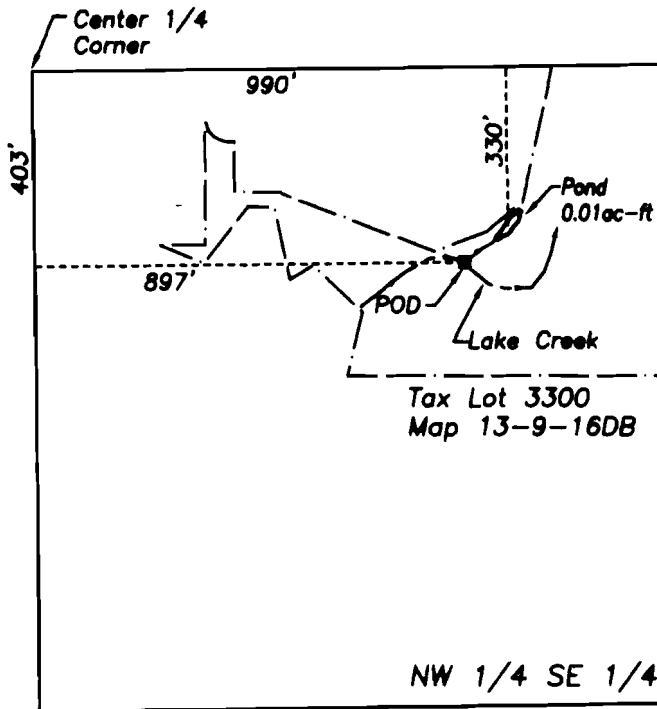 Center 1/4
Corner
990'
403'
330'
Pond
0.01ac-ft
897'
POD
Lake Creek
Tax Lot 3300
Map 13-9-16DB
NW 1/4 SE 1/4